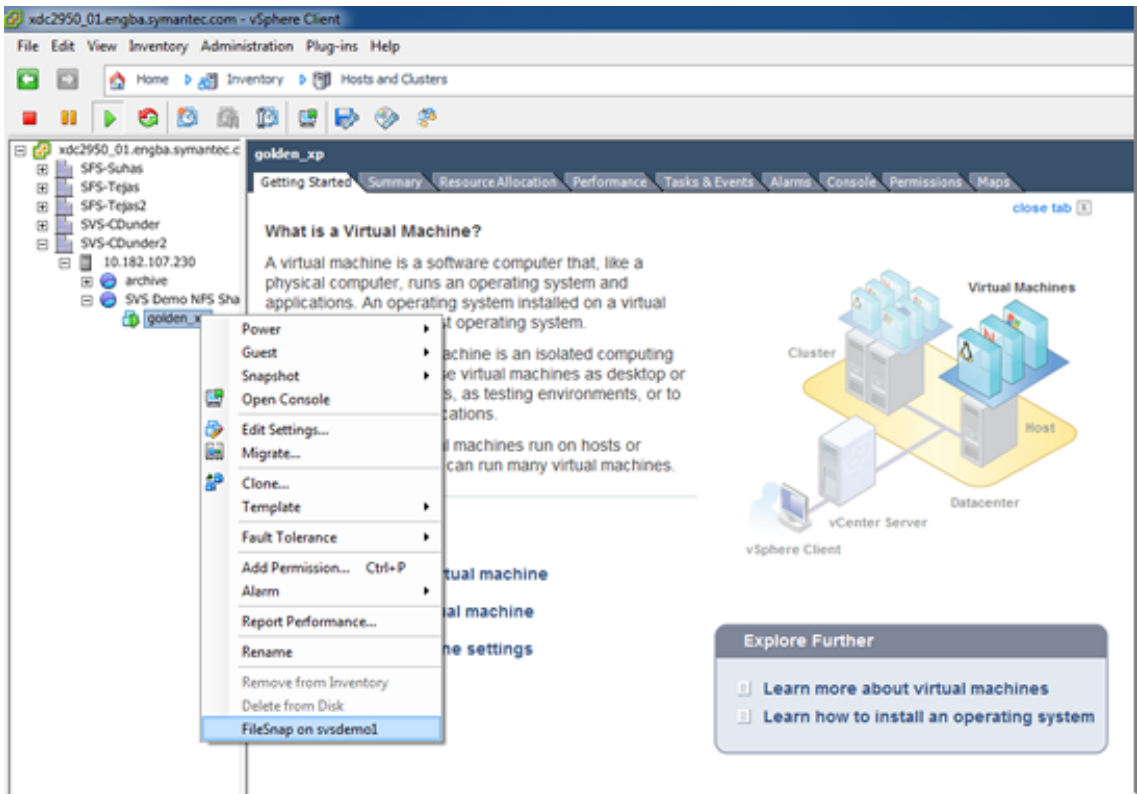 xdc2950_01.engba.symantec.com - vSphere Client
File Edit View Inventory Administration Plug-ins Help
Home Inventory Hosts and Clusters
xdc2950_01.engba.symantec.c
SFS-Suhas
SFS-Tejas
SFS-Tejas2
SVS-CDunder
SVS-CDunder2
10.182.107.230
archive
SVS Demo NFS Sha
golden_x
golden_xp
Getting Started Summary Resource Allocation Performance Tasks & Events Alarms Console Permissions Maps
close tab
What is a Virtual Machine?
A virtual machine is a software computer that, like a
physical computer, runs an operating system and
applications. An operating system installed on a virtual
t operating system.
achine is an isolated computing
se virtual machines as desktop or
s, as testing environments, or to
cations.
l machines run on hosts or
can run many virtual machines.
tual machine
al machine
ne settings
Power
Guest
Snapshot
Open Console
Edit Settings...
Migrate...
Clone...
Template
Fault Tolerance
Add Permission... Ctrl+P
Alarm
Report Performance...
Rename
Remove from Inventory
Delete from Disk
FileSnap on svsdemo1
Virtual Machines
Cluster
Host
Datacenter
vCenter Server
vSphere Client
Explore Further
Learn more about virtual machines
Learn how to install an operating system